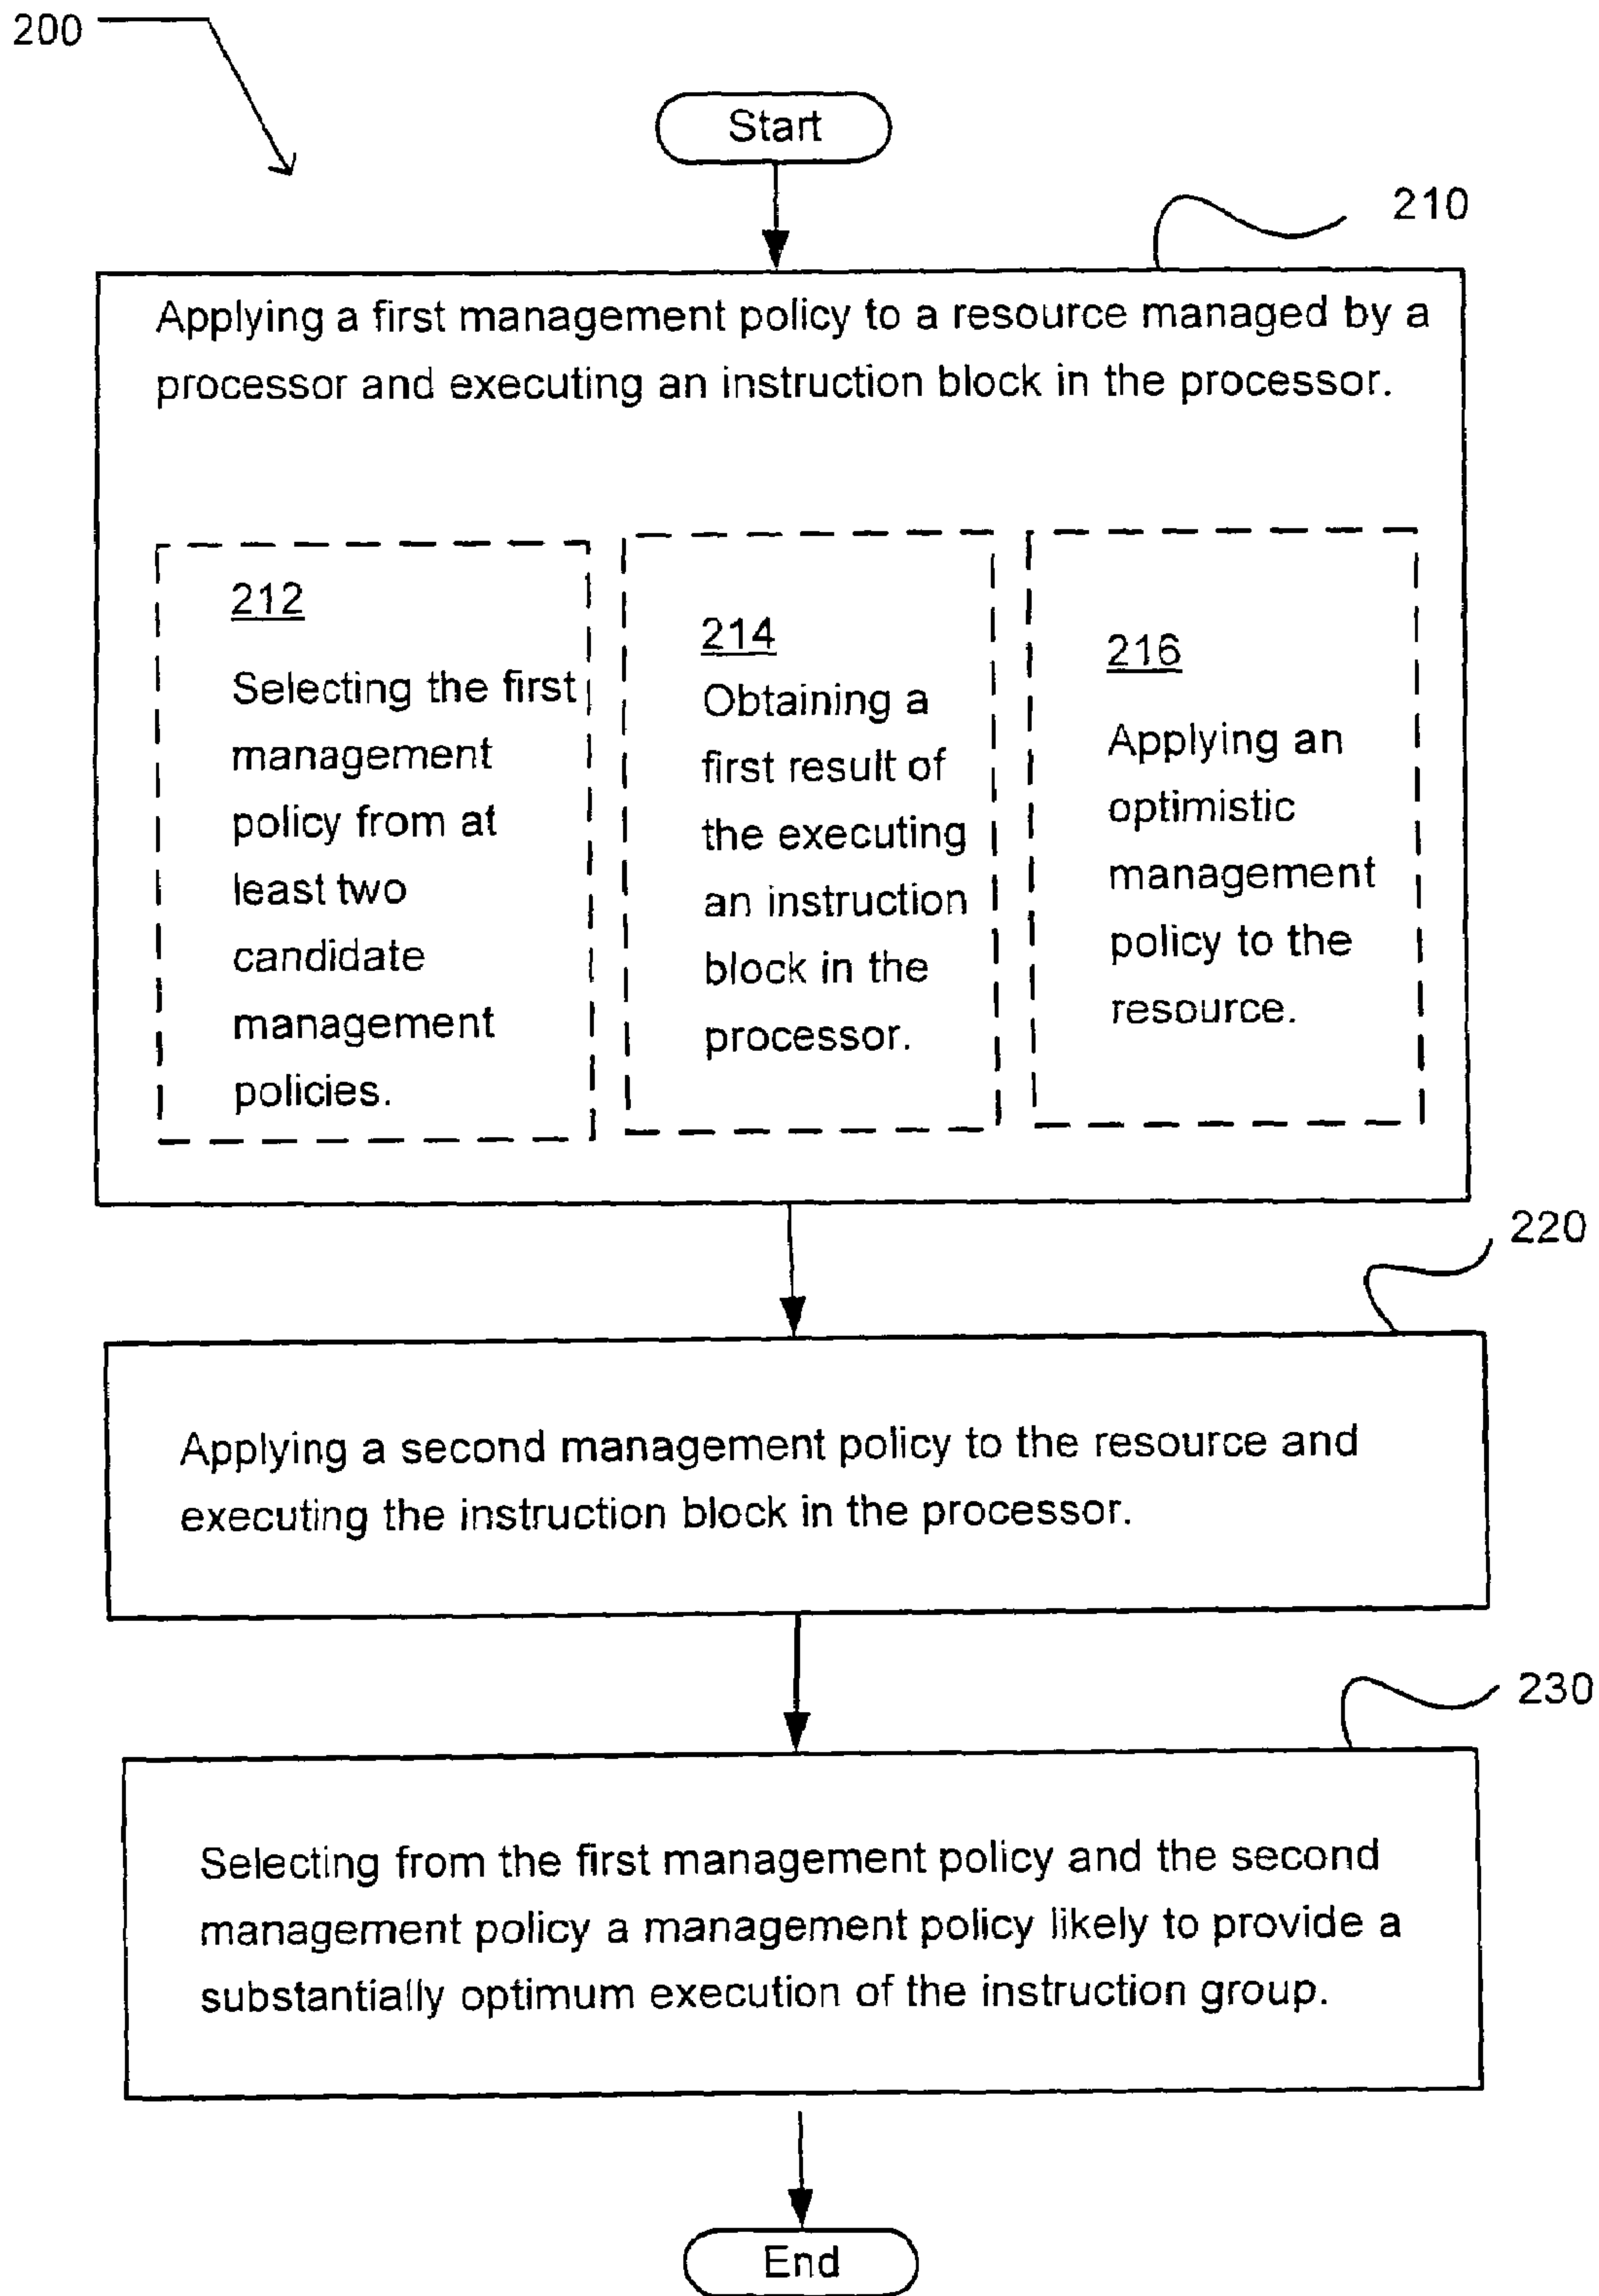 200
Start
210
Applying a first management policy to a resource managed by a
processor and executing an instruction block in the processor.
212
Selecting the first
management
policy from at
least two
candidate
management
policies.
214
Obtaining a
first result of
the executing
an instruction
block in the
processor.
216
Applying an
optimistic
management
policy to the
resource.
220
Applying a second management policy to the resource and
executing the instruction block in the processor.
230
Selecting from the first management policy and the second
management policy a management policy likely to provide a
substantially optimum execution of the instruction group.
End